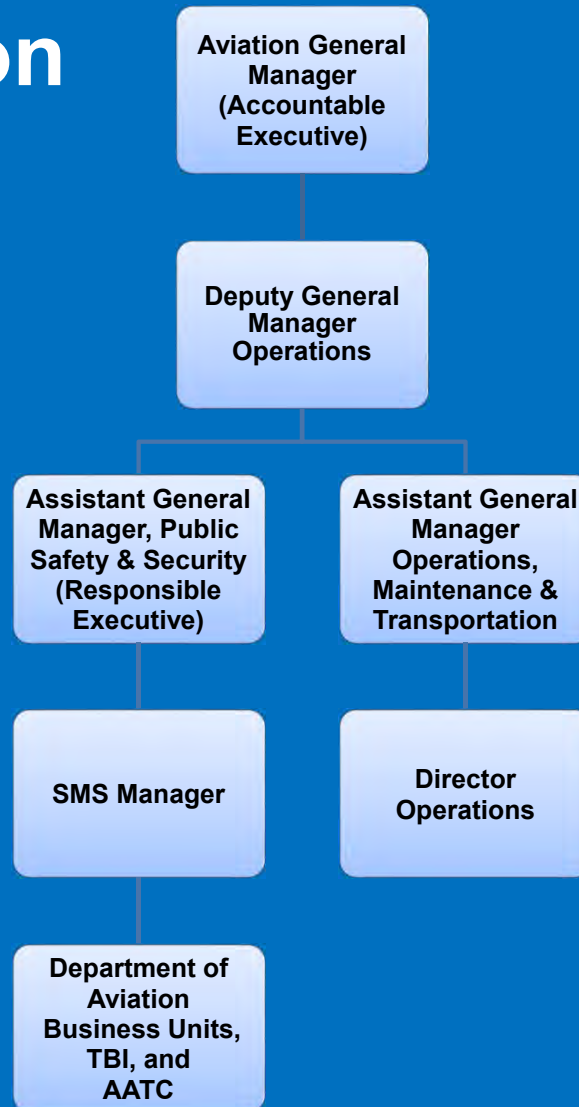 on
Aviation General
Manager
(Accountable
Executive)
Deputy General
Manager
Operations
Assistant General
Manager, Public
Safety & Security
(Responsible
Executive)
Assistant General
Manager
Operations,
Maintenance &
Transportation
SMS Manager
Director
Operations
Department of
Aviation
Business Units,
TBI, and
AATC